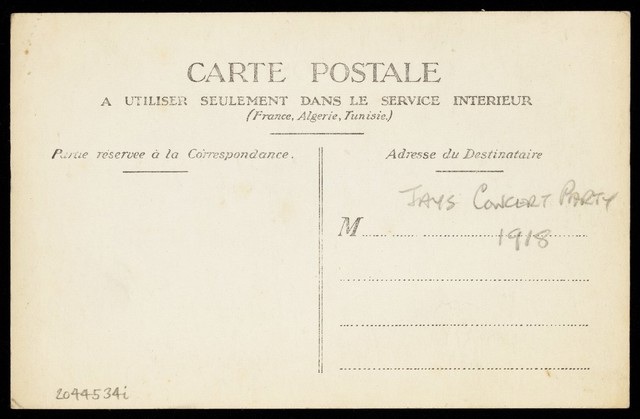 CARTE POSTALE
A UTILISER SEULEMENT DANS LE SERVICE INTERIEUR
(France, Algerie, Tunisie.)
Partie réservée à la Correspondance.
Adresse du Destinataire
JAYS CONCERT PARTY
M
1918
2044534i